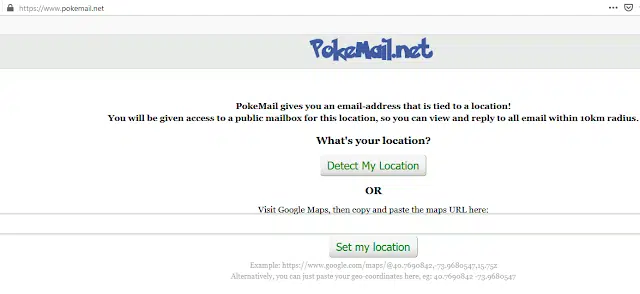 https://www.pokemail.net
PokeMail.net
PokeMail gives you an email-address that is tied to a location!
You will be given access to a public mailbox for this location, so you can view and reply to all email within 10km radius.
What's your location?
Detect My Location
OR
Visit Google Maps, then copy and paste the maps URL here:
Set my location
Example: https://www.google.com/maps/@40.7690842,-73.9680547,15.75z
Alternatively, you can just paste your geo-coordinates here, eg: 40.7690842 -73.9680547